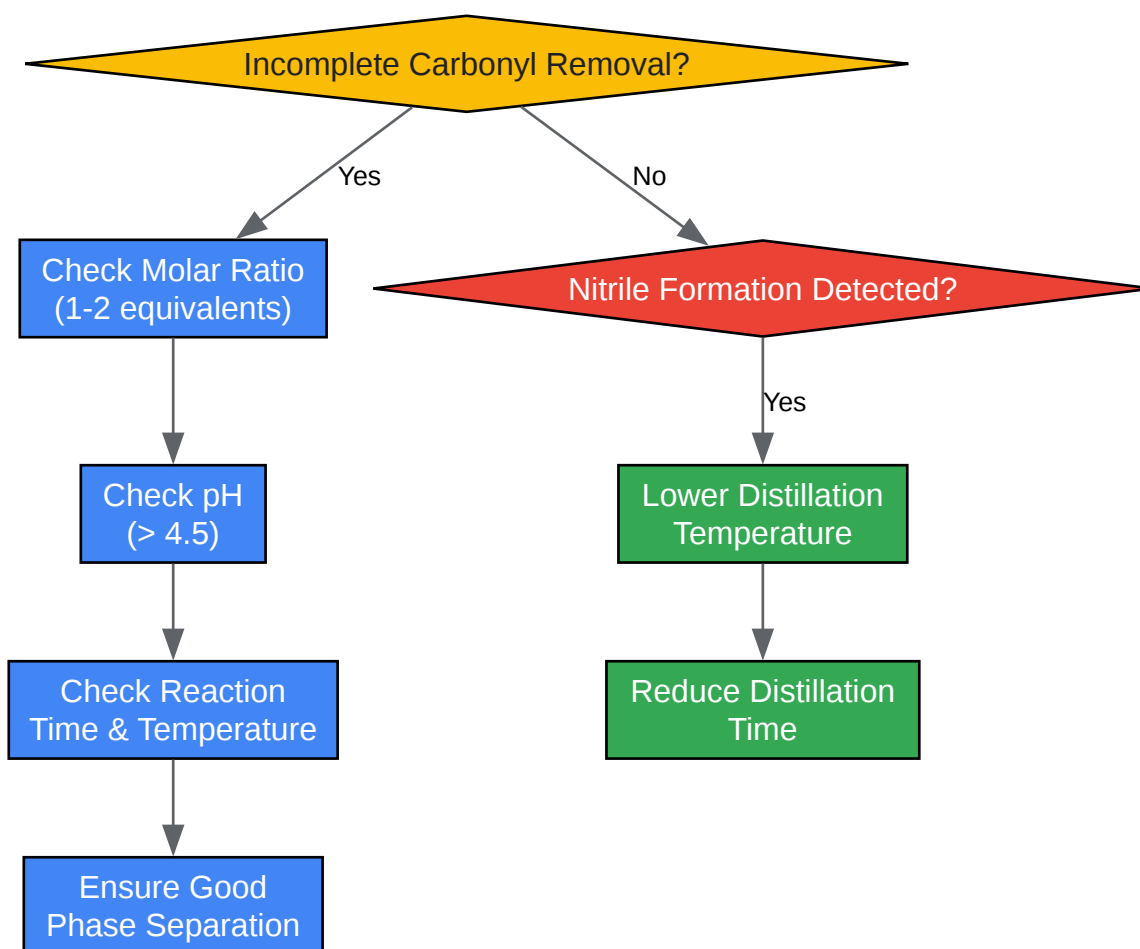 Incomplete Carbonyl Removal?
Yes
No
Check Molar Ratio
(1-2 equivalents)
Nitrile Formation Detected?
Yes
Check pH
(> 4.5)
Lower Distillation
Temperature
Check Reaction
Time & Temperature
Reduce Distillation
Time
Ensure Good
Phase Separation